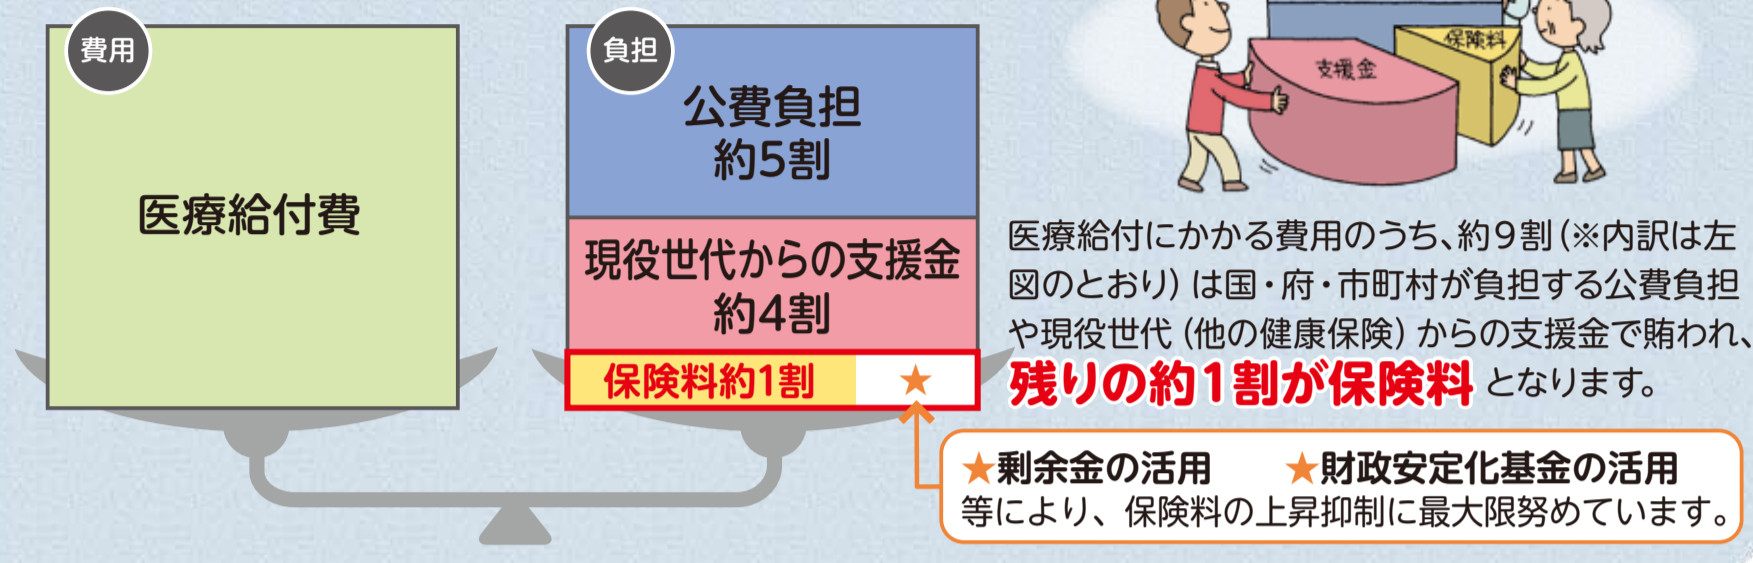 費用
医療給付費
負担
公費負担
約5割
現役世代からの支援金
約4割
保険料約1割
★
支援金
保険料
医療給付にかかる費用のうち、約9割(※内訳は左
図のとおり)は国・府・市町村が負担する公費負担
や現役世代(他の健康保険)からの支援金で賄われ、
残りの約1割が保険料となります。
★剰余金の活用 ★財政安定化基金の活用
等により、保険料の上昇抑制に最大限努めています。